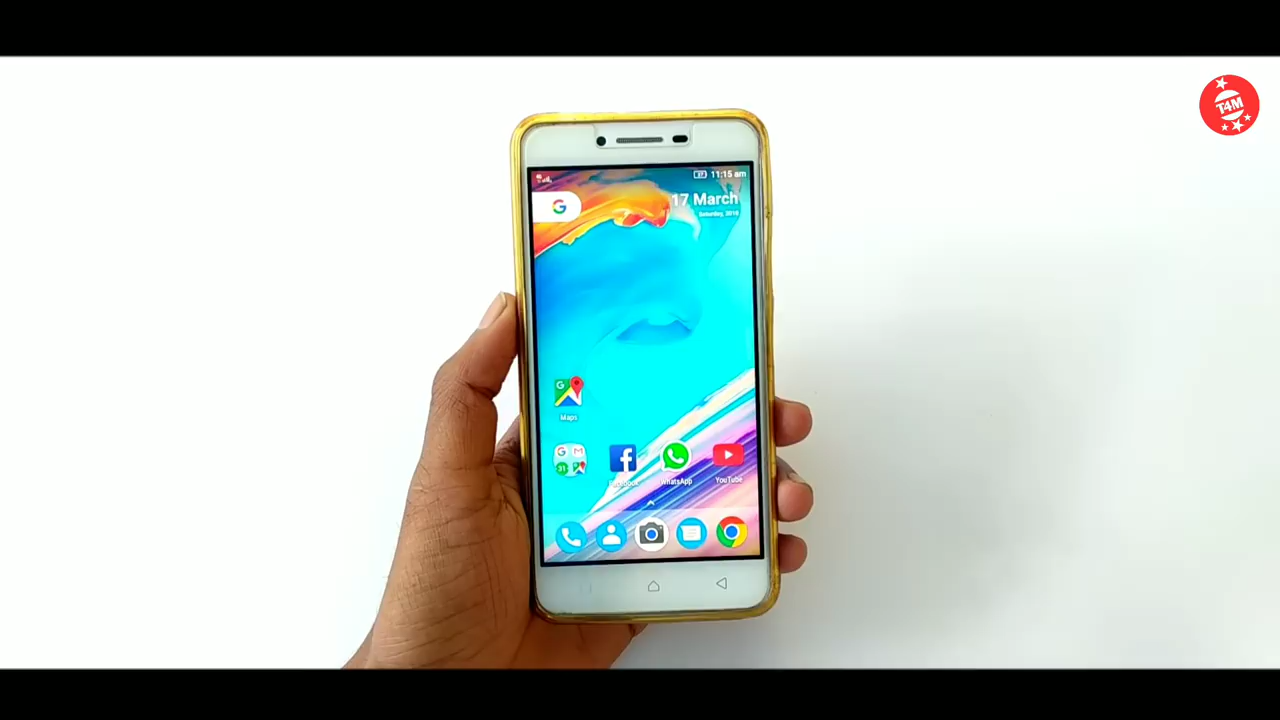 T4M
11:15 am
17 March
Saturday, 2018
Maps
Facebook
WhatsApp
YouTube